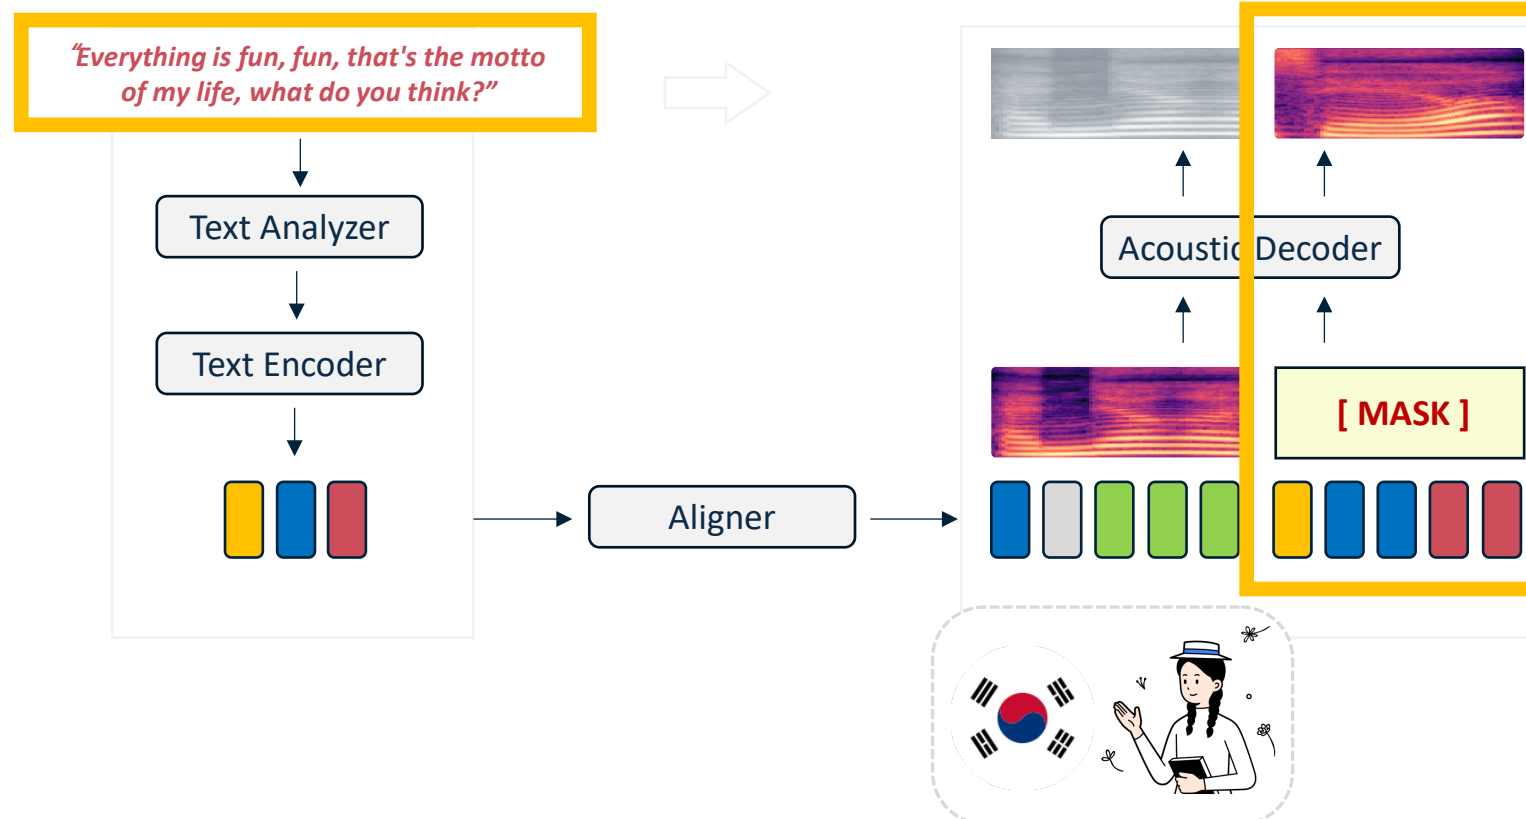 “Everything is fun, fun, that's the motto
of my life, what do you think?”
Text Analyzer
Text Encoder
Aligner
Acoustic Decoder
[ MASK ]